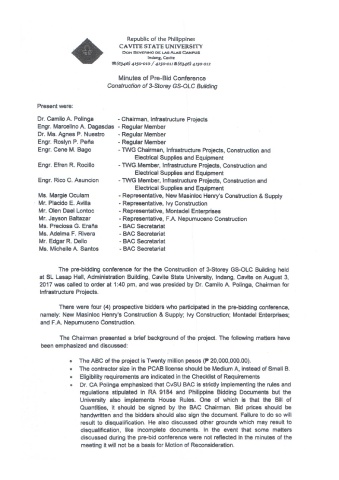 Republic of the Philippines
CAVITE STATE UNIVERSITY
DON SEVERINO DE LAS ALAS CAMPUS
Indang, Cavite
Minutes of Pre-Bid Conference
Construction of 3-Storey GS-OLC Building
Present were:
Dr. Camilo A. Polinga - Chairman, Infrastructure Projects
Engr. Marcelino A. Dagasdas - Regular Member
Dr. Ma. Agnes P. Nuestro - Regular Member
Engr. Roslyn P. Peña - Regular Member
Engr. Cene M. Bago - TWG Chairman, Infrastructure Projects, Construction and
Electrical Supplies and Equipment
Engr. Efren R. Rocillo - TWG Member, Infrastructure Projects, Construction and
Electrical Supplies and Equipment
Engr. Rico C. Asuncion - TWG Member, Infrastructure Projects, Construction and
Electrical Supplies and Equipment
Ms. Margie Oculam - Representative, New Masinloc Henry's Construction & Supply
Mr. Placido E. Avilla - Representative, Ivy Construction
Mr. Olen Dael Lontoc - Representative, Montadel Enterprises
Mr. Jayson Baltazar - Representative, F.A. Nepumuceno Construction
Ms. Preciosa G. Eraña - BAC Secretariat
Ms. Adelma F. Rivera - BAC Secretariat
Mr. Edgar R. Dello - BAC Secretariat
Ms. Michelle A. Santos - BAC Secretariat
The pre-bidding conference for the the Construction of 3-Storey GS-OLC Building held
at SL Lasap Hall, Administration Building, Cavite State University, Indang, Cavite on August 3,
2017 was called to order at 1:40 pm. and was presided by Dr. Camilo A. Polinga, Chairman for
Infrastructure Projects.
There were four (4) prospective bidders who participated in the pre-bidding conference,
namely: New Masinloc Henry's Construction & Supply; Ivy Construction; Montadel Enterprises;
and F.A. Nepumuceno Construction.
The Chairman presented a brief background of the project. The following matters have
been emphasized and discussed:
• The ABC of the project is Twenty million pesos (₱ 20,000,000.00).
• The contractor size in the PCAB license should be Medium A, instead of Small B.
• Eligibility requirements are indicated in the Checklist of Requirements
• Dr. CA Polinga emphasized that CvSU BAC is strictly implementing the rules and
regulations stipulated in RA 9184 and Philippine Bidding Documents but the
University also implements House Rules. One of which is that the Bill of
Quantities, it should be signed by the BAC Chairman. Bid prices should be
handwritten and the bidders should also sign the document. Failure to do so will
result to disqualification. He also discussed other grounds which may result to
disqualification, like incomplete documents. In the event that some matters
discussed during the pre-bid conference were not reflected in the minutes of the
meeting it will not be a basis for Motion of Reconsideration.